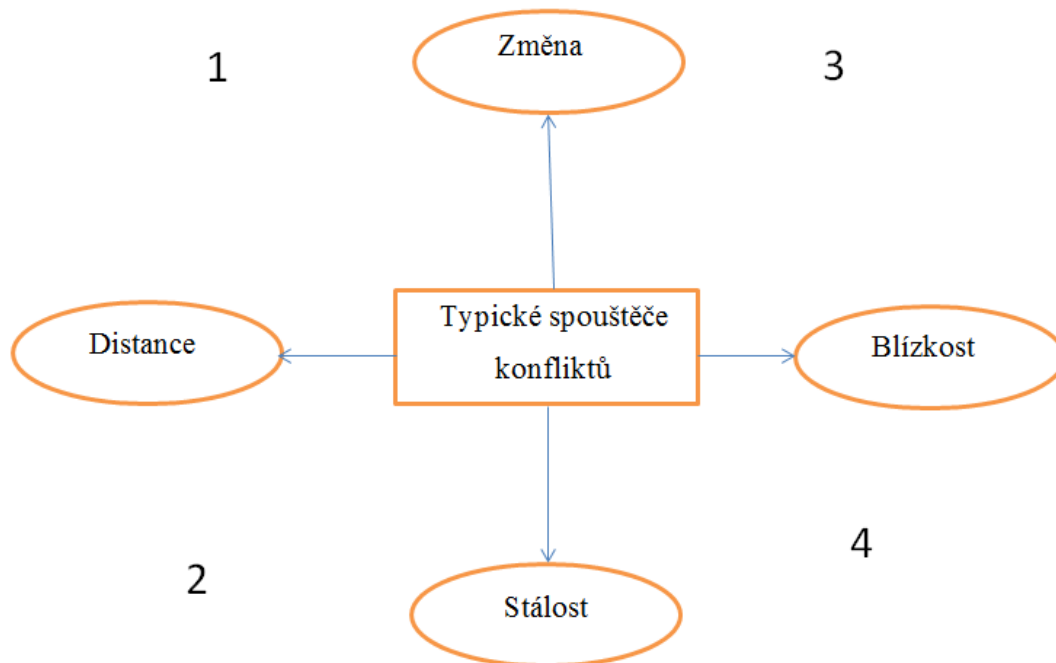 1
Změna
3
Distance
Typické spouštěče
konfliktů
Blízkost
2
Stálost
4